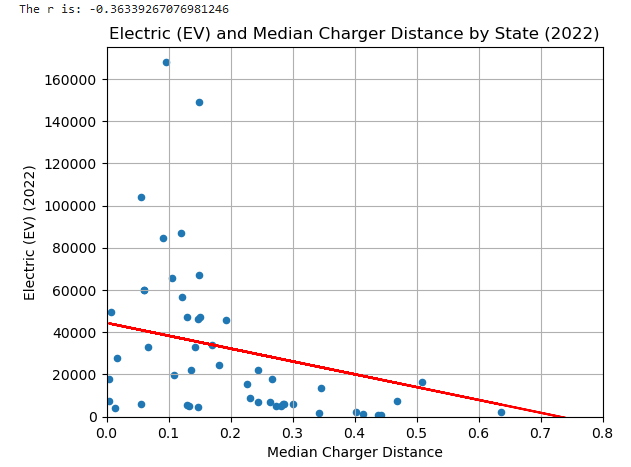 The r is: -0.36339267076981246
Electric (EV) and Median Charger Distance by State (2022)
160000
140000
120000
100000
80000
60000
40000
20000
0
Electric (EV) (2022)
0.0 0.1 0.2 0.3 0.4 0.5 0.6 0.7 0.8
Median Charger Distance